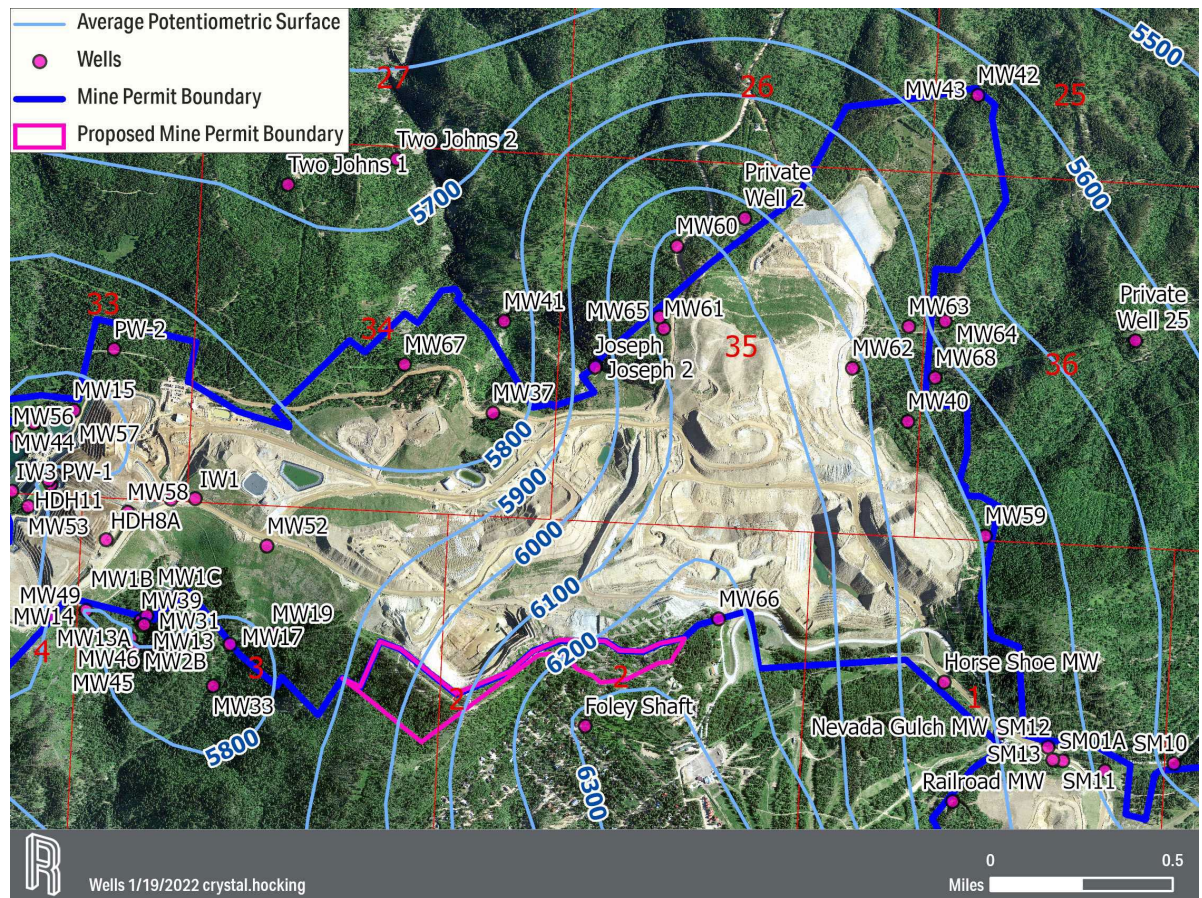 Average Potentiometric Surface
Wells
Mine Permit Boundary
Proposed Mine Permit Boundary
5500
27
26
25
MW43
MW42
Two Johns 2
Two Johns 1
Private
Well 2
5600
5700
MW60
33
PW-2
34
MW41
MW67
MW65
MW61
Joseph
Joseph 2
35
MW63
MW64
MW62
MW68
Private
Well 25
36
MW15
MW56
MW57
MW44
MW37
MW40
5800
IW3
PW-1
HDH11
MW58
IW1
5900
MW53
HDH8A
MW52
6000
MW59
MW1B
MW1C
6100
MW49
MW39
MW14
MW31
MW19
MW66
MW13A
MW13
MW17
6200
4
MW46
MW2B
3
2
2
MW45
Horse Shoe MW
MW33
1
Foley Shaft
5800
Nevada Gulch MW
SM12
SM01A
SM10
SM13
SM11
6300
Railroad MW
R
Wells 1/19/2022 crystal.hocking
0
0.5
Miles